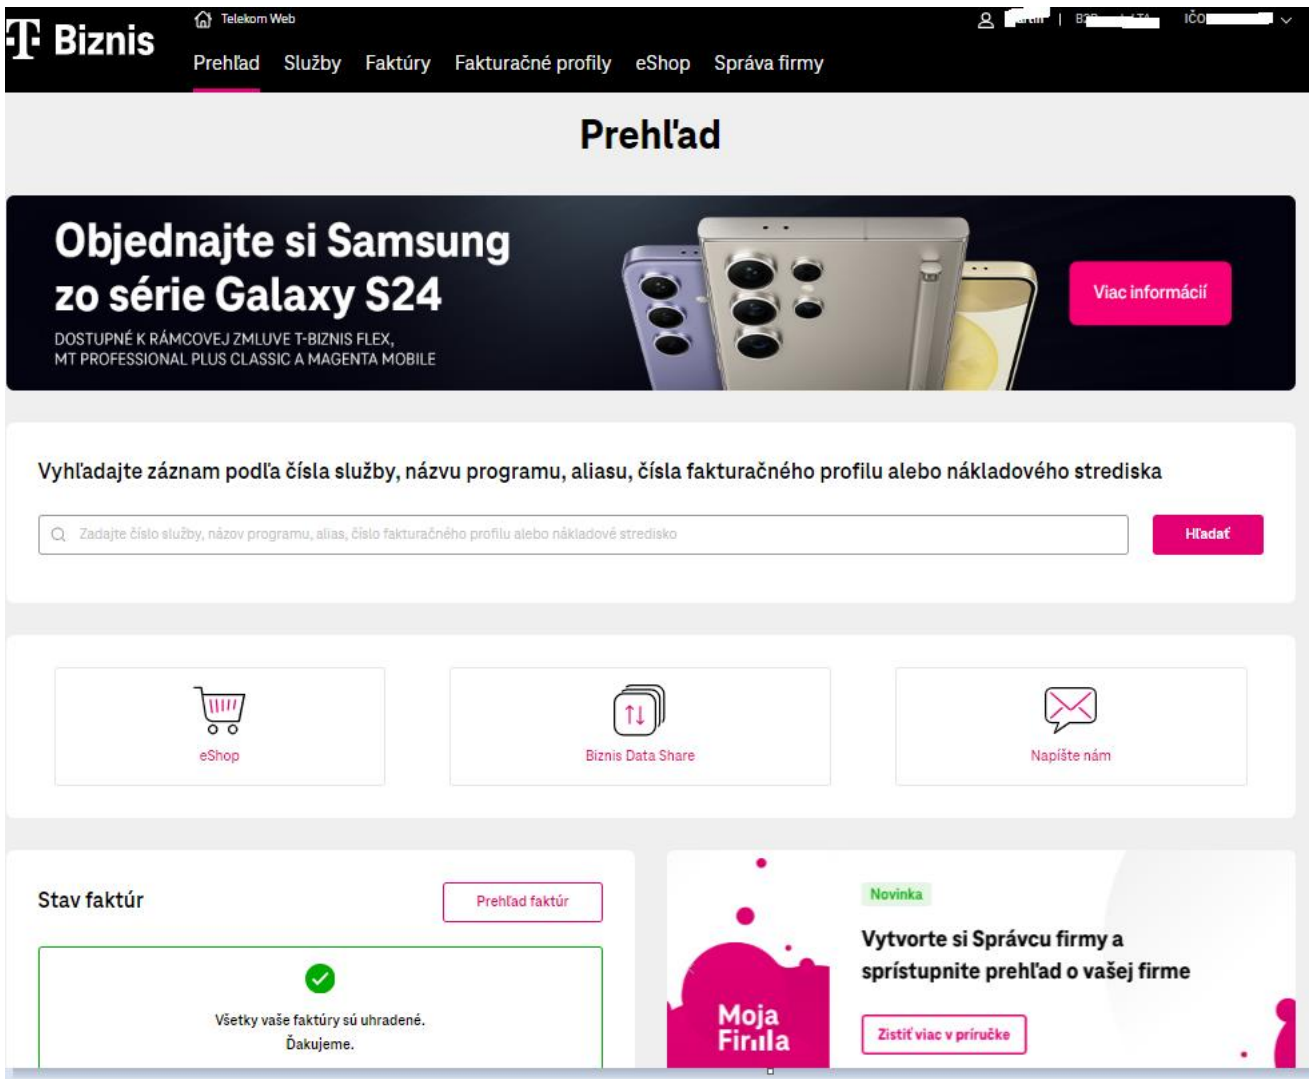 T Biznis
Telekom Web
IČO
Prehľad Služby Faktúry Fakturačné profily eShop Správa firmy
Prehľad
Objednajte si Samsung
zo série Galaxy S24
DOSTUPNÉ K RÁMCOVEJ ZMLUVE T-BIZNIS FLEX,
MT PROFESSIONAL PLUS CLASSIC A MAGENTA MOBILE
Viac informácií
Vyhľadajte záznam podľa čísla služby, názvu programu, aliasu, čísla fakturačného profilu alebo nákladového strediska
Zadajte číslo služby, názov programu, alias, číslo fakturačného profilu alebo nákladové stredisko
Hľadať
eShop
Biznis Data Share
Napíšte nám
Stav faktúr
Prehľad faktúr
Všetky vaše faktúry sú uhradené.
Ďakujeme.
Novinka
Vytvorte si Správcu firmy a
sprístupnite prehľad o vašej firme
Moja
Firma
Zistiť viac v príručke